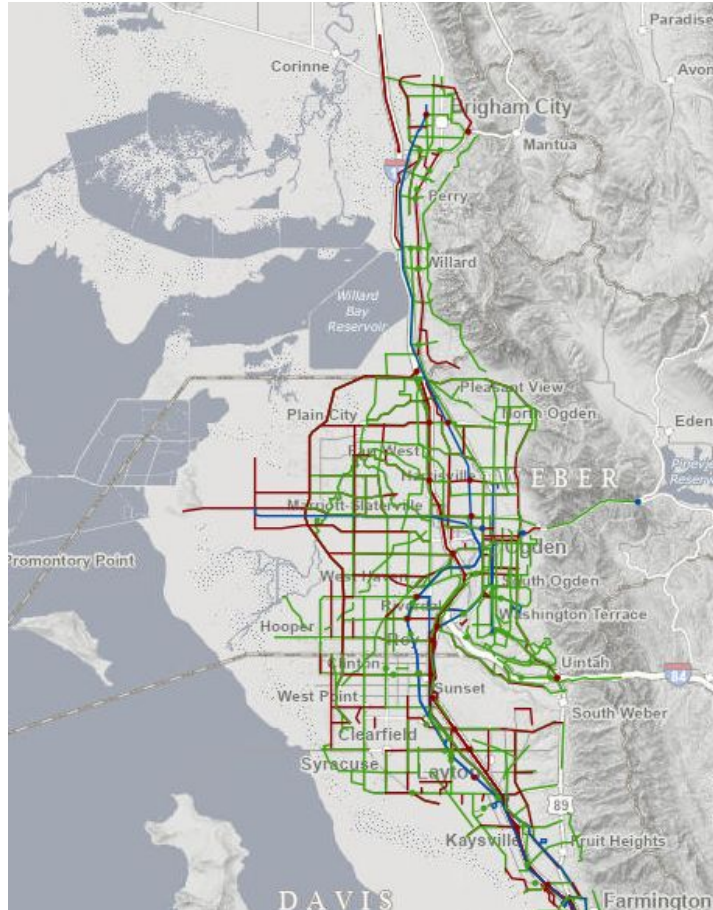 Paradise
Corinne
Avon
Brigham City
Mantua
Perry
Willard
Willard
Bay
Reservoir
Pleasant View
Plain City
North Ogden
Eden
Farr West
Harrisville
EBER
Marriott-Slaterville
Ogden
Promontory Point
West Haven
South Ogden
Riverdale
Washington Terrace
Hooper
Roy
Clinton
Uintah
84
West Point
Sunset
South Weber
Clearfield
Syracuse
Layton
89
Kaysville
Fruit Heights
DAVIS
Farmington